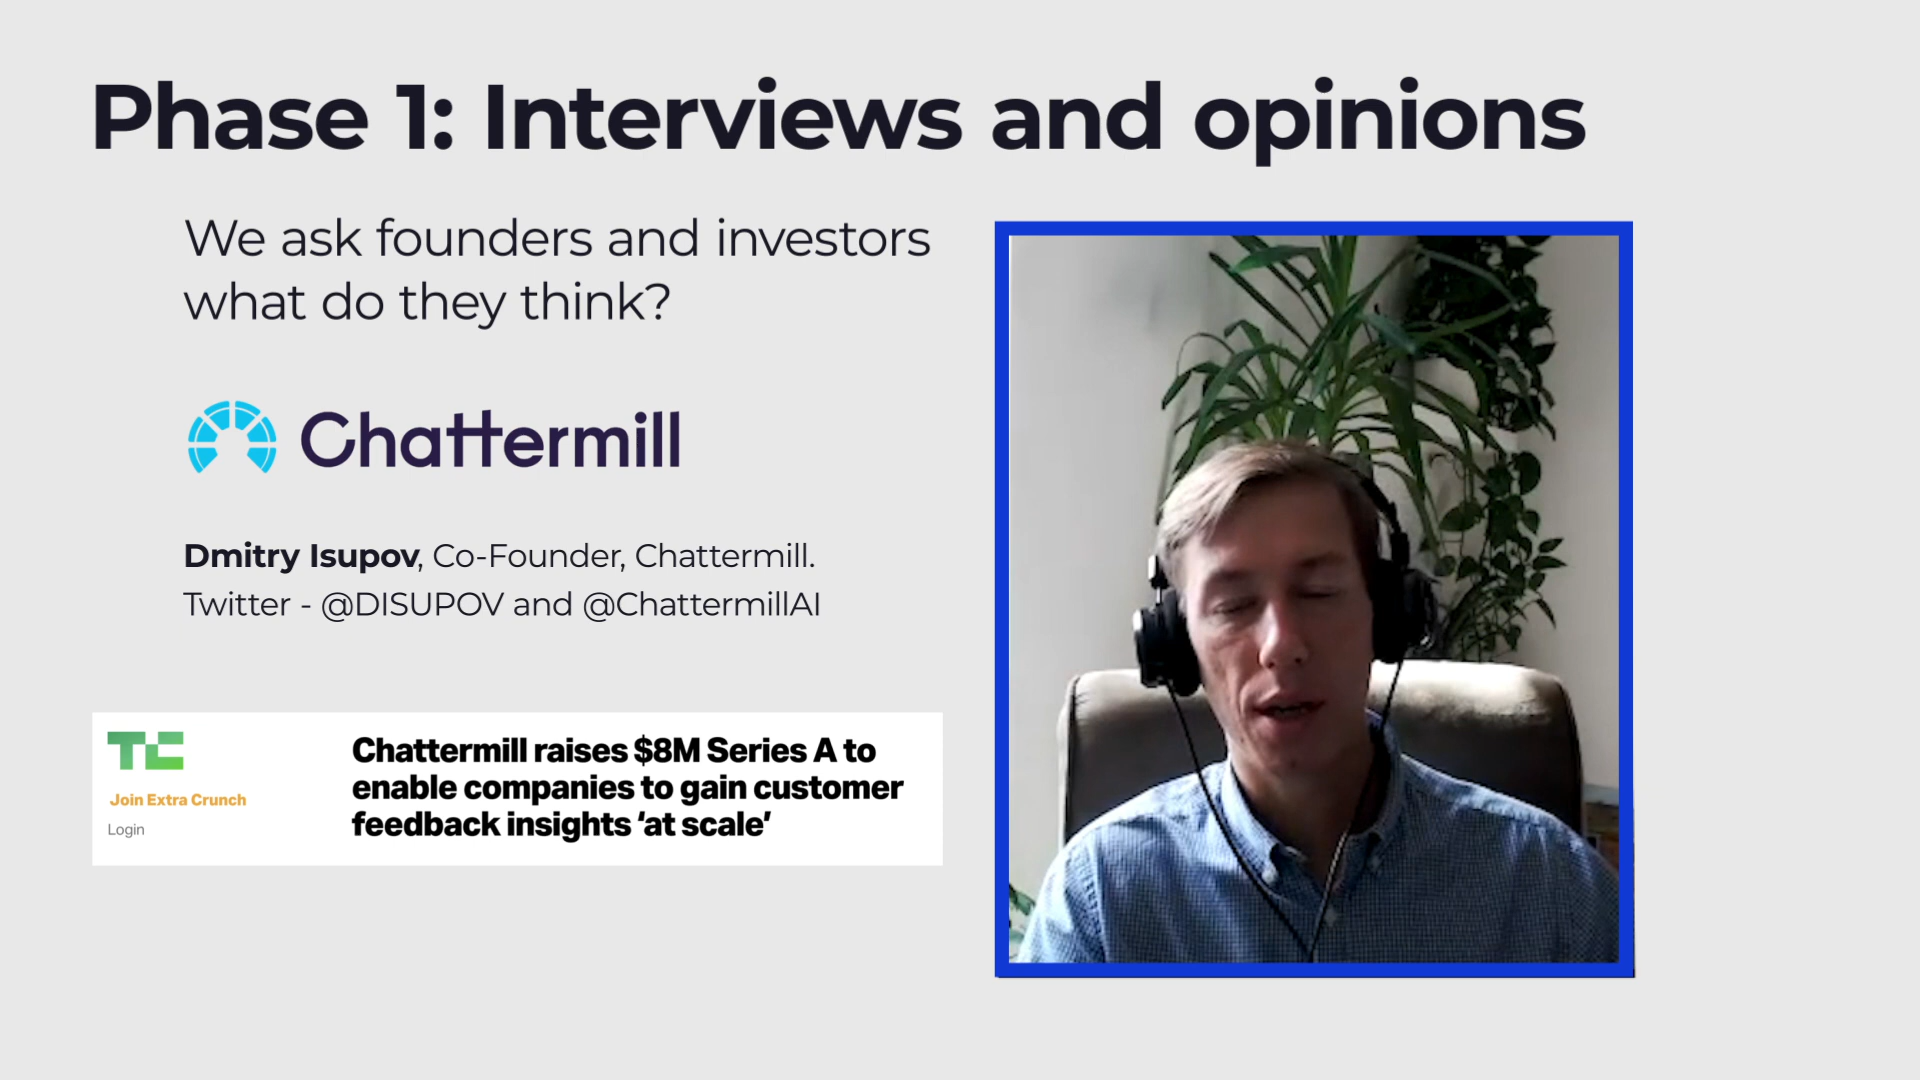 Phase 1: Interviews and opinions
We ask founders and investors
what do they think?
Chattermill
Dmitry Isupov, Co-Founder, Chattermill.
Twitter - @DISUPOV and @ChattermillAI
TC
Join Extra Crunch
Login
Chattermill raises $8M Series A to
enable companies to gain customer
feedback insights ‘at scale’